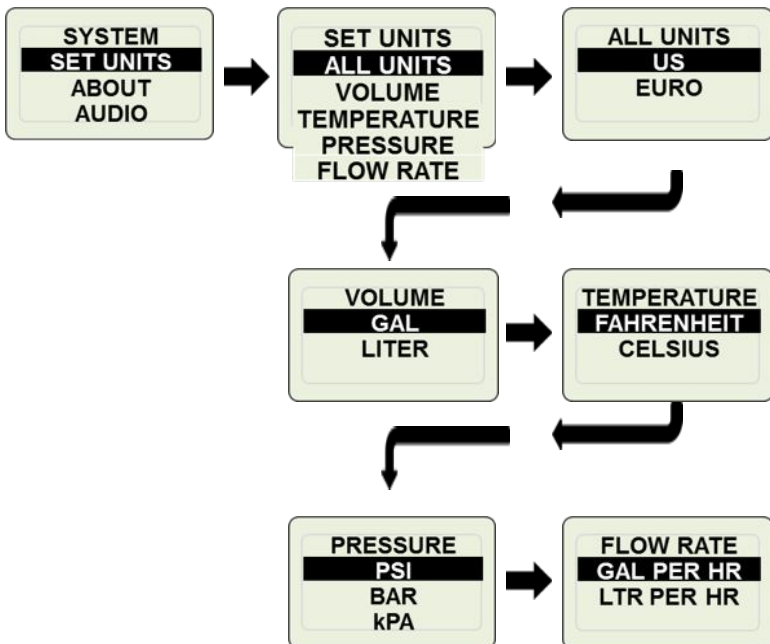 SYSTEM
SET UNITS
ABOUT
AUDIO
SET UNITS
ALL UNITS
VOLUME
TEMPERATURE
PRESSURE
FLOW RATE
ALL UNITS
US
EURO
VOLUME
GAL
LITER
TEMPERATURE
FAHRENHEIT
CELSIUS
PRESSURE
PSI
BAR
kPA
FLOW RATE
GAL PER HR
LTR PER HR